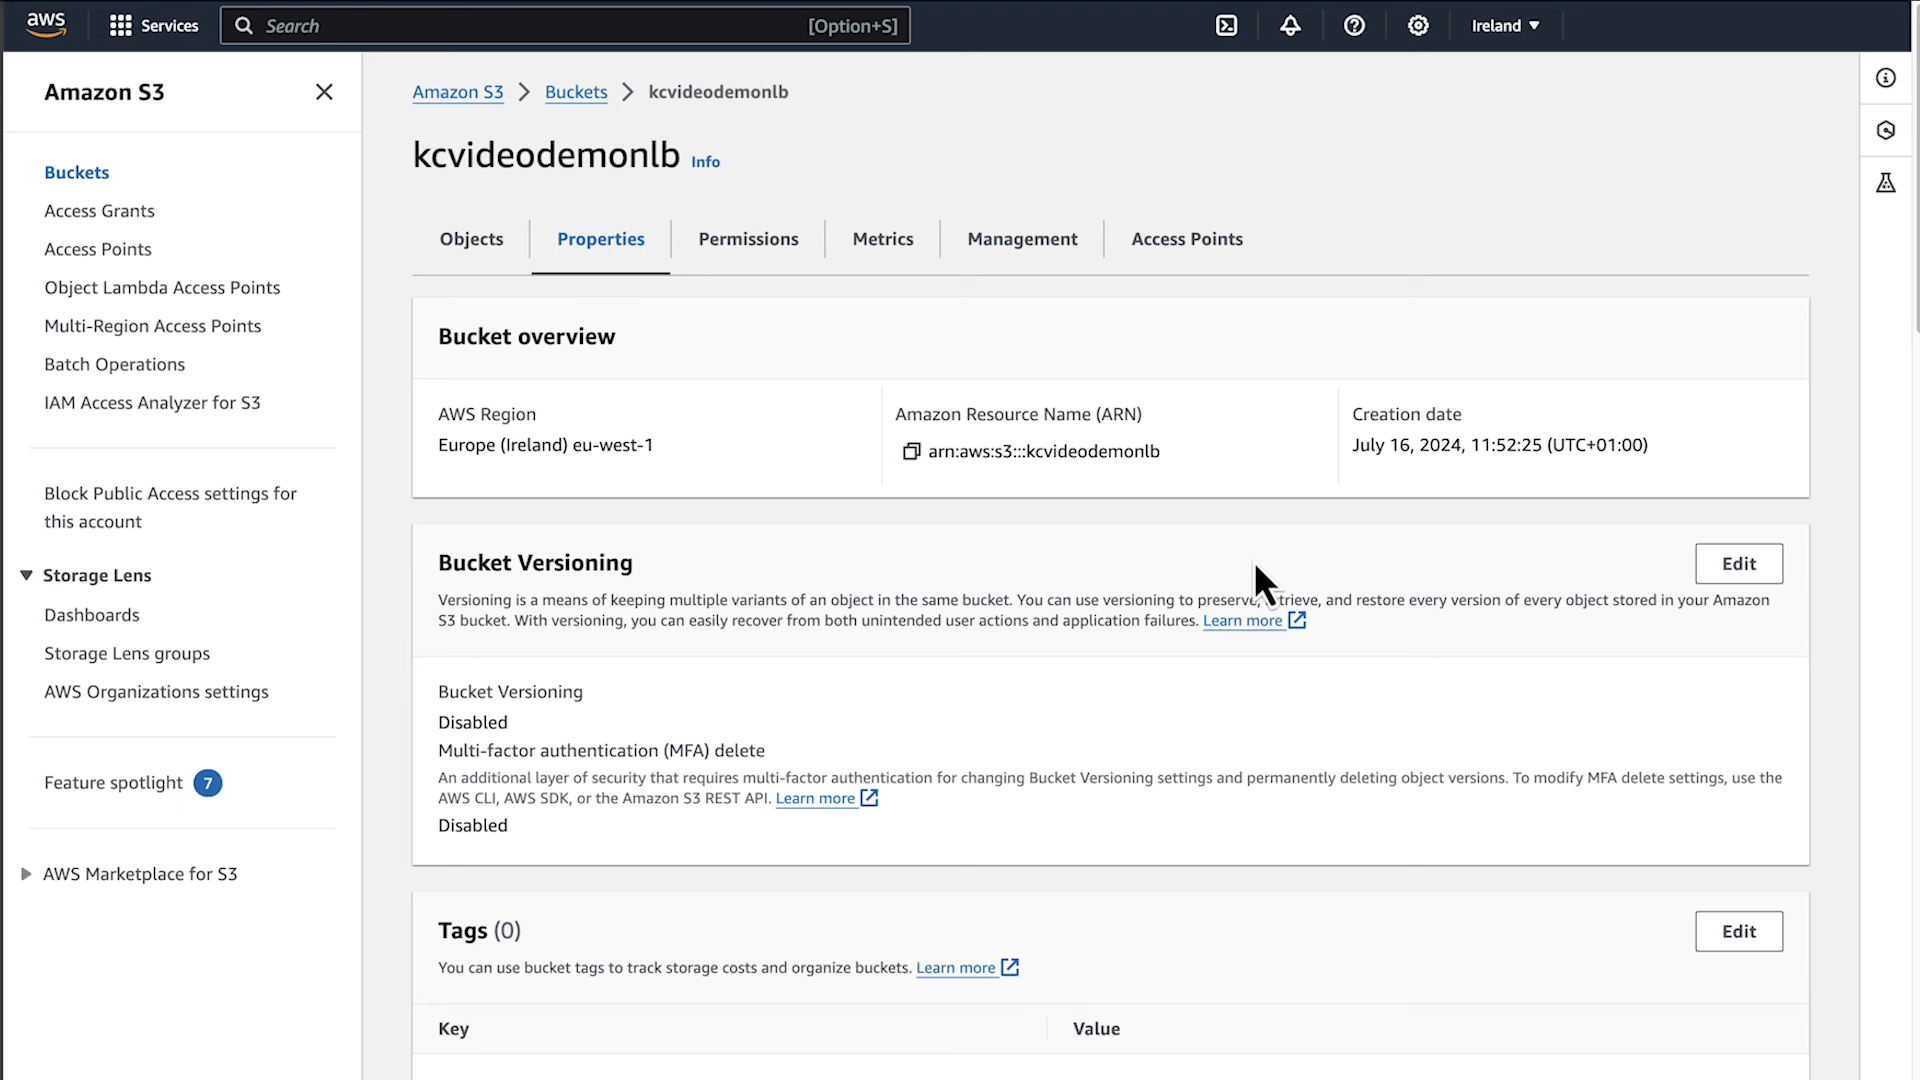 aws
Services
Search
[Option+S]
Ireland
Amazon S3
Buckets
Access Grants
Access Points
Object Lambda Access Points
Multi-Region Access Points
Batch Operations
IAM Access Analyzer for S3
Block Public Access settings for
this account
Storage Lens
Dashboards
Storage Lens groups
AWS Organizations settings
Feature spotlight 7
AWS Marketplace for S3
Amazon S3 > Buckets > kcvideodemonlb
kcvideodemonlb Info
Objects
Properties
Permissions
Metrics
Management
Access Points
Bucket overview
AWS Region
Europe (Ireland) eu-west-1
Amazon Resource Name (ARN)
arn:aws:s3:::kcvideodemonlb
Creation date
July 16, 2024, 11:52:25 (UTC+01:00)
Bucket Versioning
Edit
Versioning is a means of keeping multiple variants of an object in the same bucket. You can use versioning to preserve, retrieve, and restore every version of every object stored in your Amazon
S3 bucket. With versioning, you can easily recover from both unintended user actions and application failures. Learn more
Bucket Versioning
Disabled
Multi-factor authentication (MFA) delete
An additional layer of security that requires multi-factor authentication for changing Bucket Versioning settings and permanently deleting object versions. To modify MFA delete settings, use the
AWS CLI, AWS SDK, or the Amazon S3 REST API. Learn more
Disabled
Tags (0)
Edit
You can use bucket tags to track storage costs and organize buckets. Learn more
Key
Value